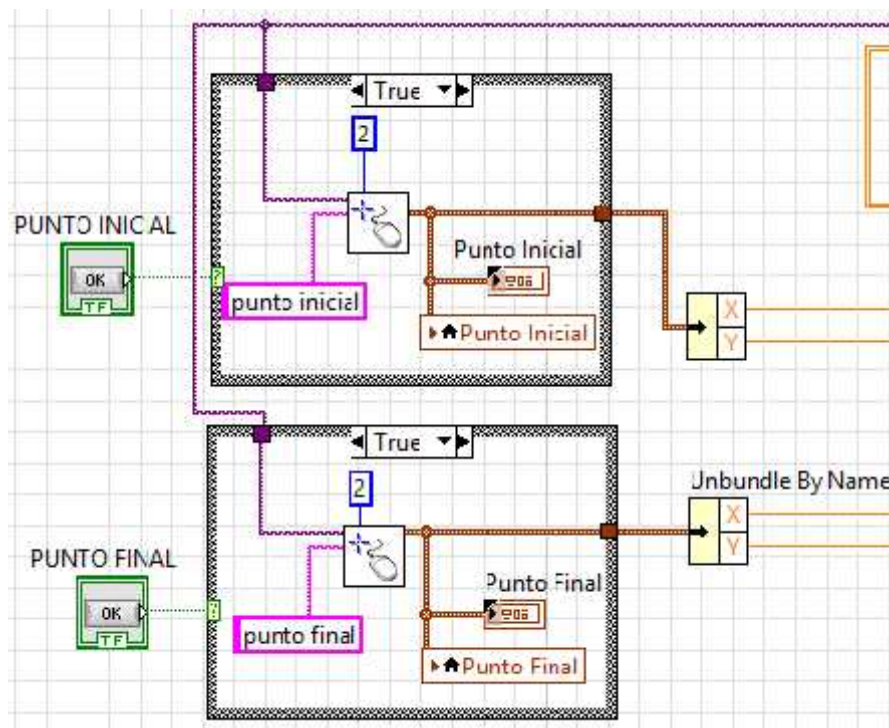 True
2
PUNTO INICIAL
OK
TF
punto inicial
Punto Inicial
Punto Inicial
X
Y
True
2
Unbundle By Name
X
Y
PUNTO FINAL
OK
TF
punto final
Punto Final
Punto Final